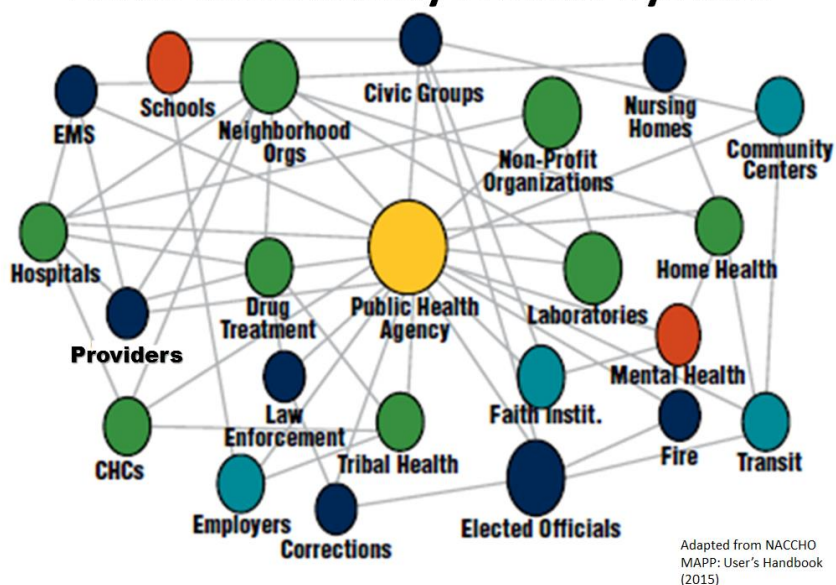 Civic Groups
Schools
EMS
Neighborhood
Orgs
Nursing
Homes
Community
Centers
Non-Profit
Organizations
Hospitals
Drug
Treatment
Public Health
Agency
Laboratories
Home Health
Providers
Law
Enforcement
Faith Instit.
Mental Health
CHCs
Tribal Health
Fire
Transit
Employers
Corrections
Elected Officials
Adapted from NACCHO
MAPP: User's Handbook
(2015)